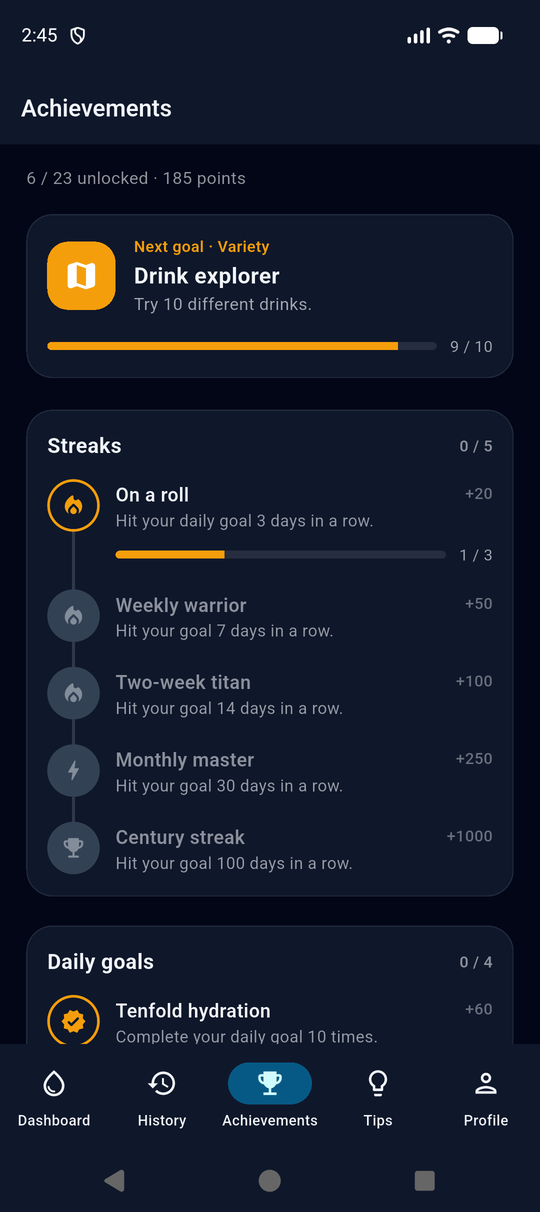 2:45
Achievements
6 / 23 unlocked · 185 points
Next goal · Variety
Drink explorer
Try 10 different drinks.
9 / 10
Streaks
0 / 5
On a roll
+20
Hit your daily goal 3 days in a row.
1 / 3
Weekly warrior
+50
Hit your goal 7 days in a row.
Two-week titan
+100
Hit your goal 14 days in a row.
Monthly master
+250
Hit your goal 30 days in a row.
Century streak
+1000
Hit your goal 100 days in a row.
Daily goals
0 / 4
Tenfold hydration
+60
Complete your daily goal 10 times.
Dashboard
History
Achievements
Tips
Profile